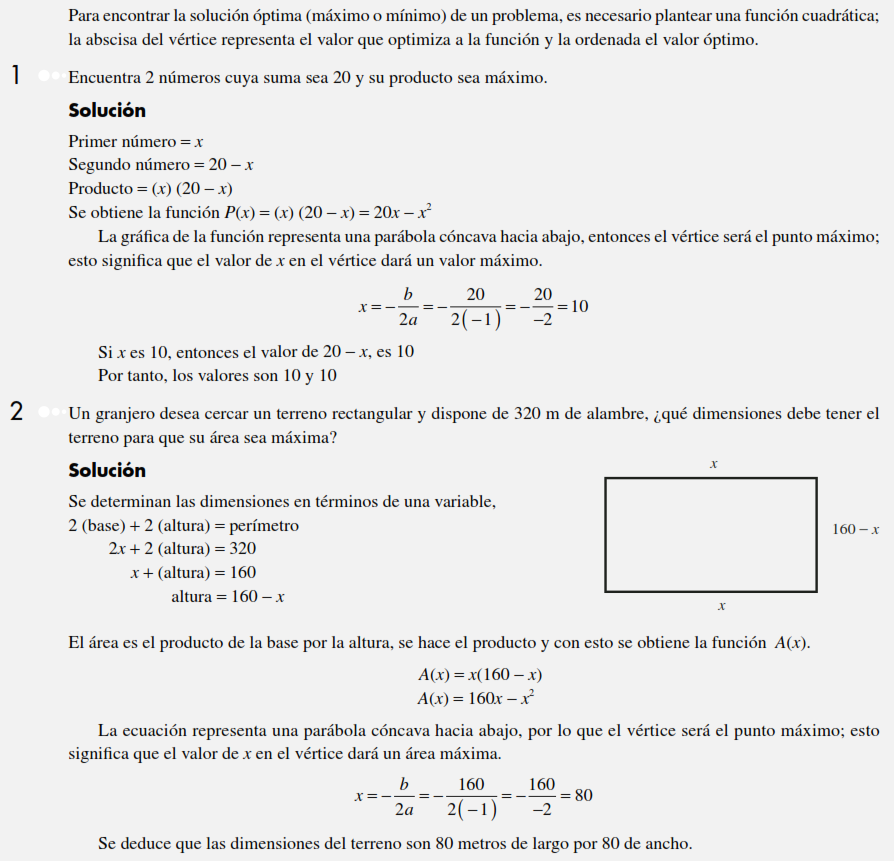 Para encontrar la solución óptima (máximo o mínimo) de un problema, es necesario plantear una función cuadrática;
la abscisa del vértice representa el valor que optimiza a la función y la ordenada el valor óptimo.
1 Encuentra 2 números cuya suma sea 20 y su producto sea máximo.
Solución
Primer número = x
Segundo número = 20 − x
Producto = (x) (20 − x)
Se obtiene la función P(x) = (x) (20 − x) = 20x − x²
La gráfica de la función representa una parábola cóncava hacia abajo, entonces el vértice será el punto máximo;
esto significa que el valor de x en el vértice dará un valor máximo.
x = − b/2a = − 20/2(−1) = − 20/−2 = 10
Si x es 10, entonces el valor de 20 − x, es 10
Por tanto, los valores son 10 y 10
2 Un granjero desea cercar un terreno rectangular y dispone de 320 m de alambre, ¿qué dimensiones debe tener el
terreno para que su área sea máxima?
Solución
Se determinan las dimensiones en términos de una variable,
2 (base) + 2 (altura) = perímetro
2x + 2 (altura) = 320
x + (altura) = 160
altura = 160 − x
x
160 − x
x
El área es el producto de la base por la altura, se hace el producto y con esto se obtiene la función A(x).
A(x) = x(160 − x)
A(x) = 160x − x²
La ecuación representa una parábola cóncava hacia abajo, por lo que el vértice será el punto máximo; esto
significa que el valor de x en el vértice dará un área máxima.
x = − b/2a = − 160/2(−1) = − 160/−2 = 80
Se deduce que las dimensiones del terreno son 80 metros de largo por 80 de ancho.